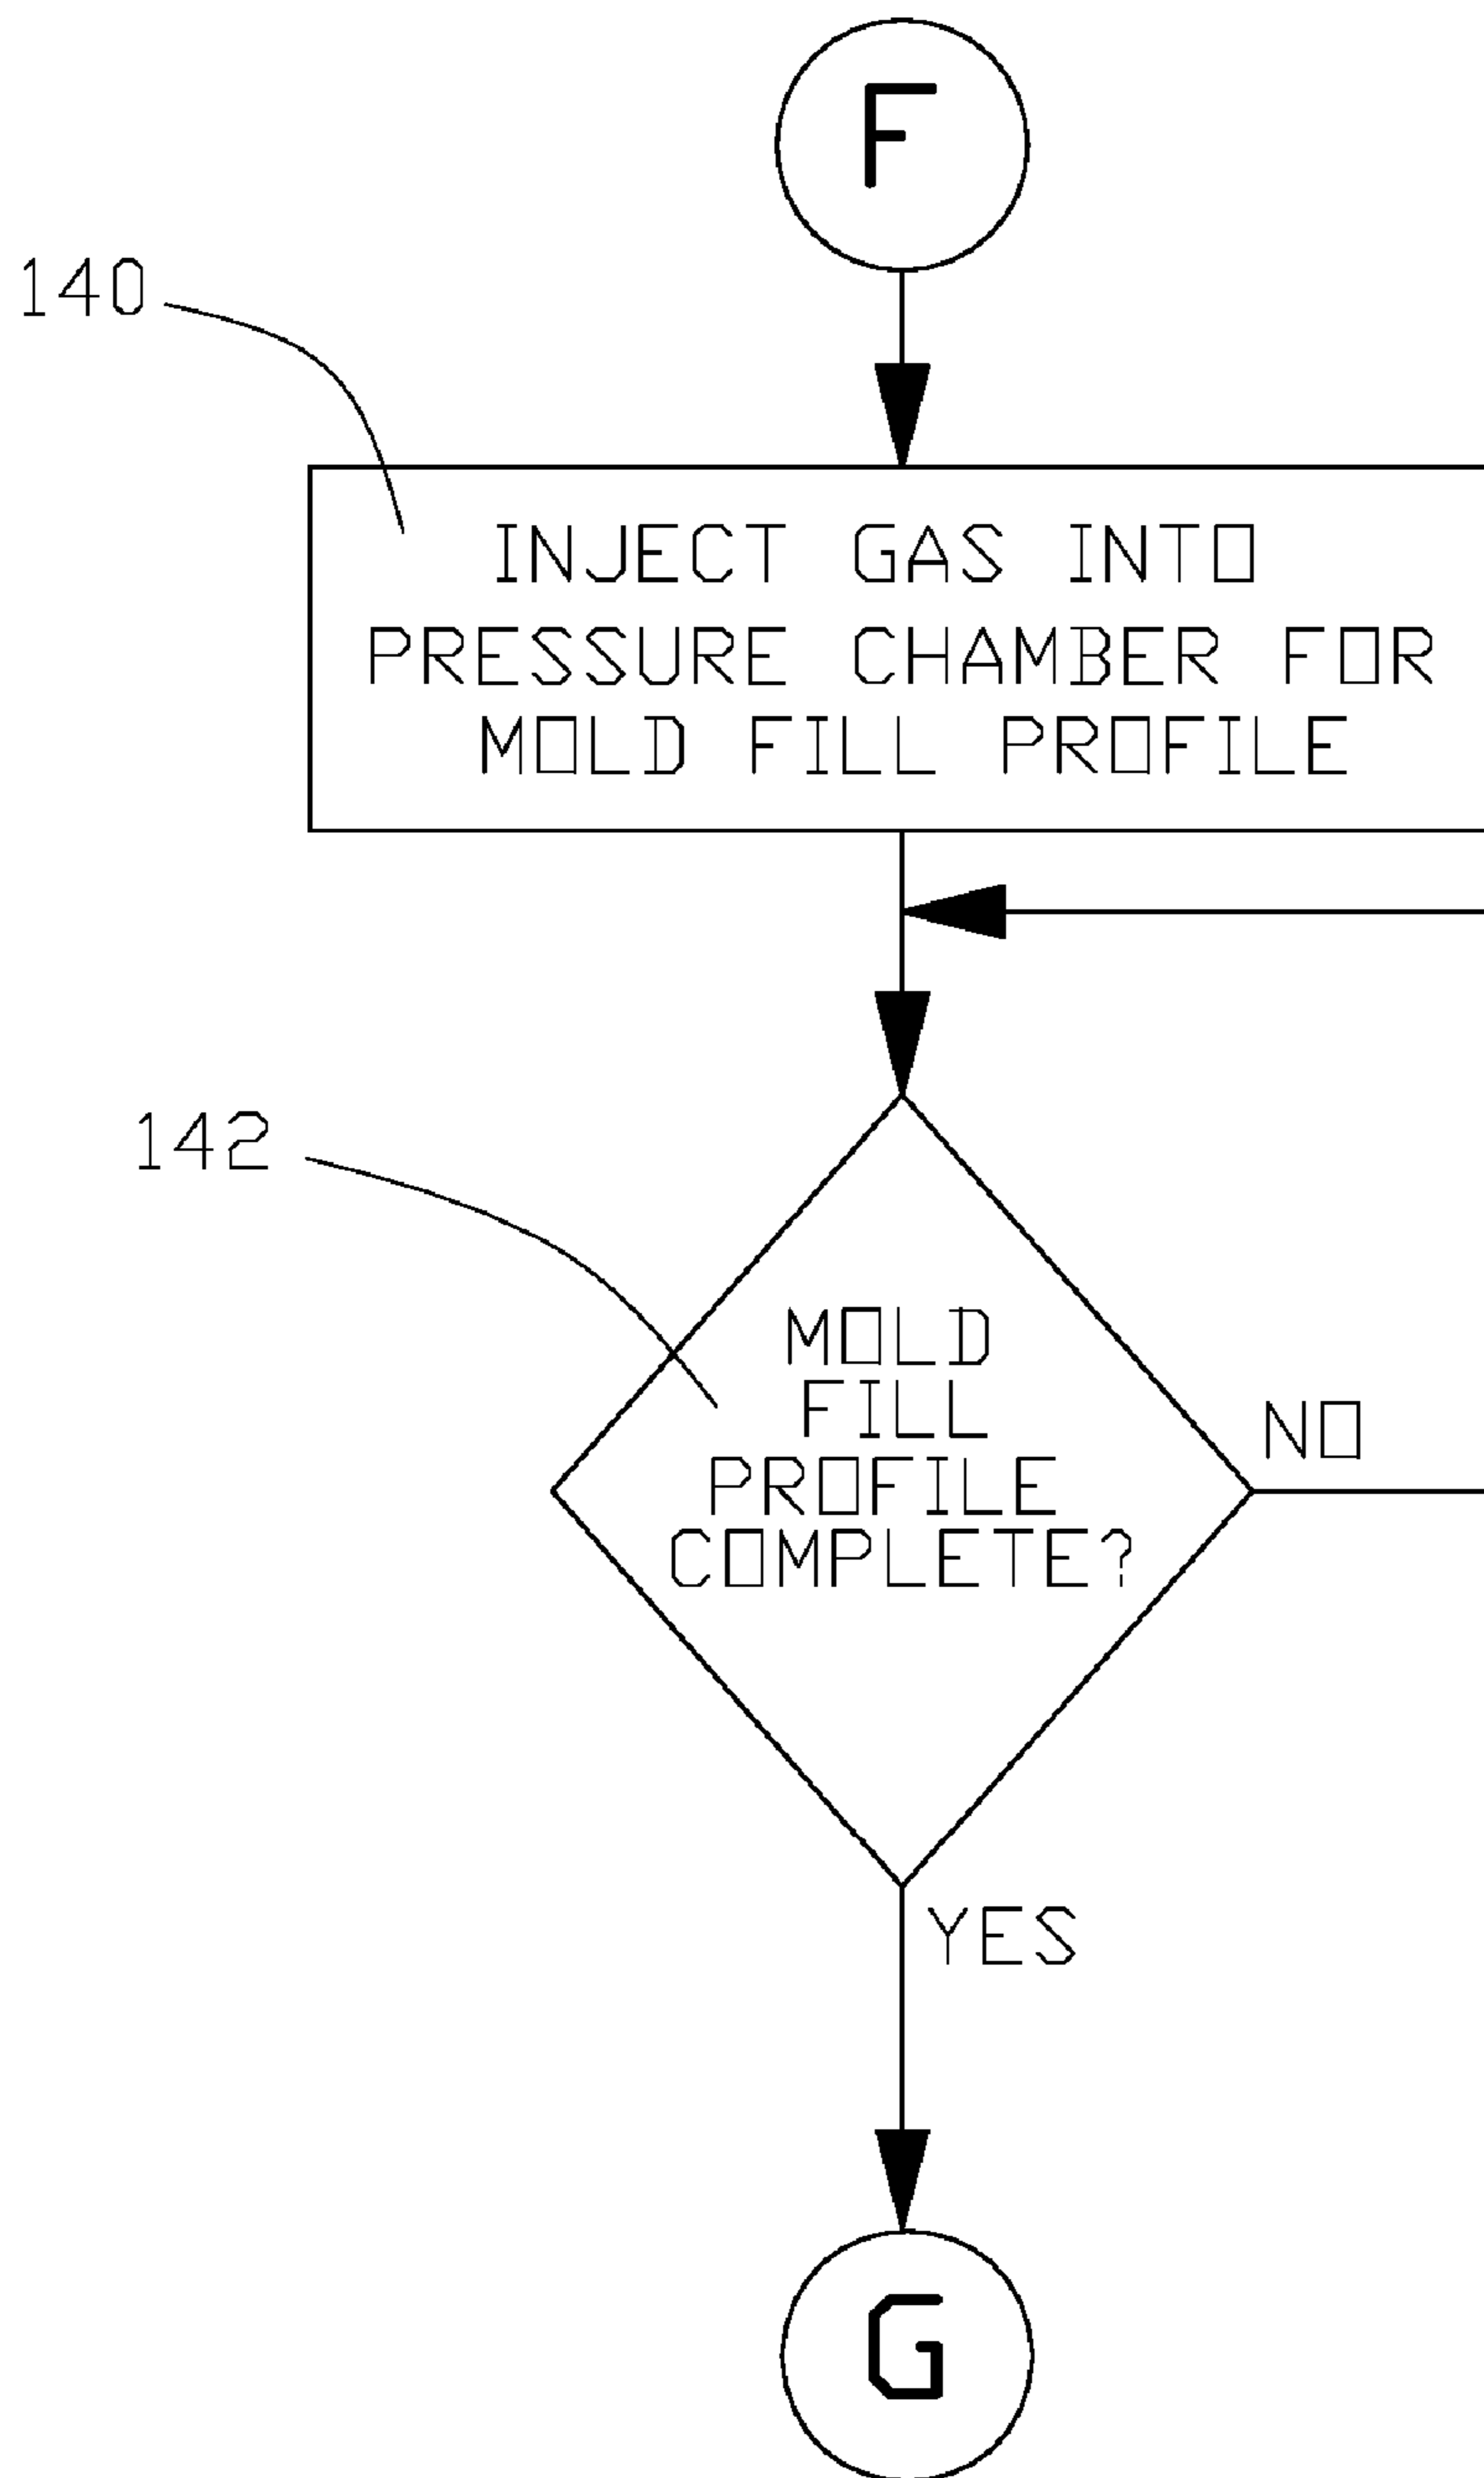 F
140
INJECT GAS INTO
PRESSURE CHAMBER FOR
MOLD FILL PROFILE
142
MOLD
FILL
PROFILE
COMPLETE?
NO
YES
G